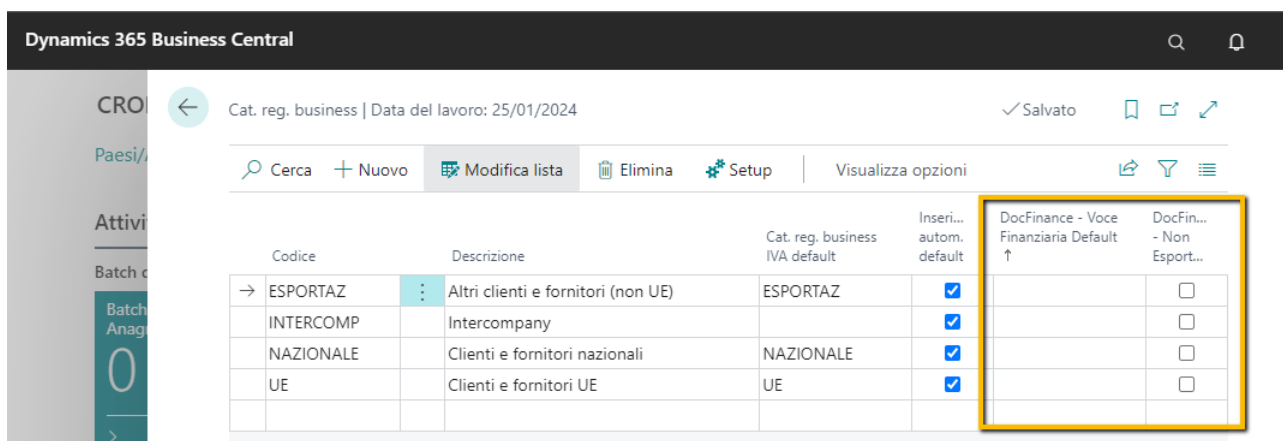 Dynamics 365 Business Central
CRO
Cat. reg. business | Data del lavoro: 25/01/2024
Salvato
Paesi/
Cerca
Nuovo
Modifica lista
Elimina
Setup
Visualizza opzioni
Attivi
Batch
Batch
Anag
0
Codice
Descrizione
Cat. reg. business
IVA default
Inseri...
autom.
default
DocFinance - Voce
Finanziaria Default
↑
DocFin...
- Non
Esport...
ESPORTAZ
Altri clienti e fornitori (non UE)
ESPORTAZ
INTERCOMP
Intercompany
NAZIONALE
Clienti e fornitori nazionali
NAZIONALE
UE
Clienti e fornitori UE
UE